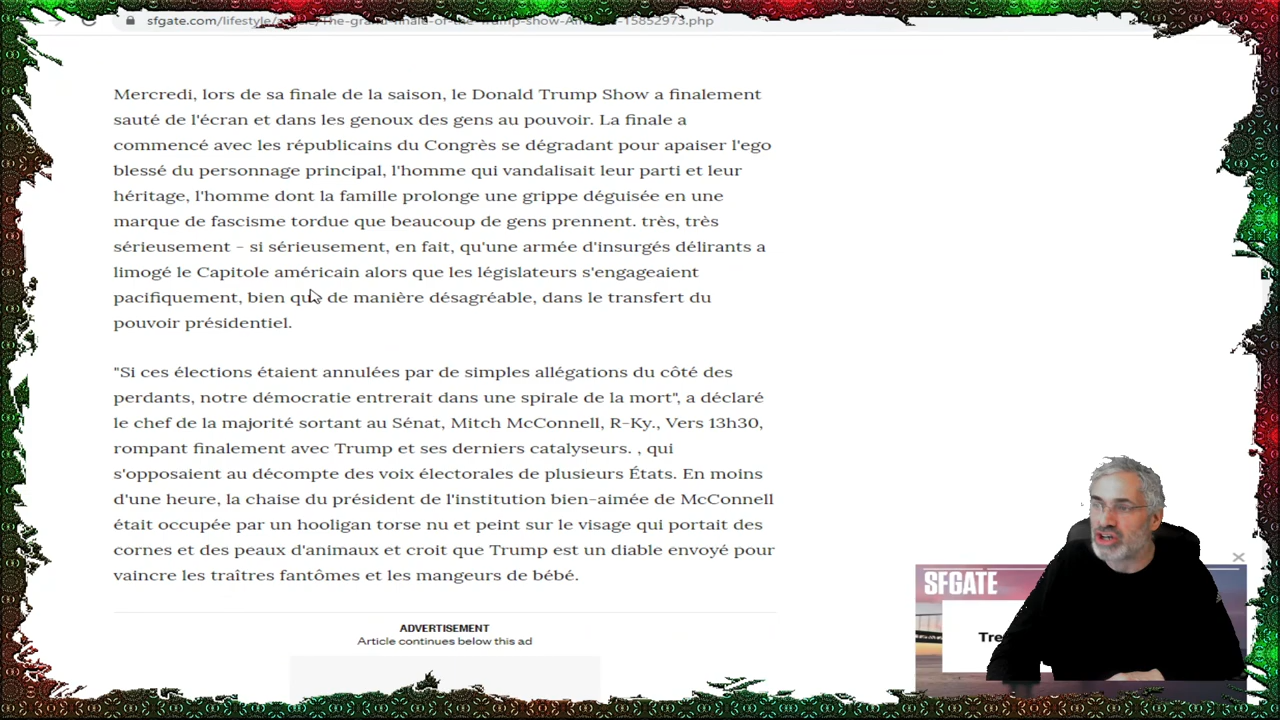 sfgate.com/lifestyle/article/The-grand-finale-of-the-Trump-show-An-15852973.php
Mercredi, lors de sa finale de la saison, le Donald Trump Show a finalement
sauté de l'écran et dans les genoux des gens au pouvoir. La finale a
commencé avec les républicains du Congrès se dégradant pour apaiser l'ego
blessé du personnage principal, l'homme qui vandalisait leur parti et leur
héritage, l'homme dont la famille prolonge une grippe déguisée en une
marque de fascisme tordue que beaucoup de gens prennent. très, très
sérieusement - si sérieusement, en fait, qu'une armée d'insurgés délirants a
limogé le Capitole américain alors que les législateurs s'engageaient
pacifiquement, bien que de manière désagréable, dans le transfert du
pouvoir présidentiel.
"Si ces élections étaient annulées par de simples allégations du côté des
perdants, notre démocratie entrerait dans une spirale de la mort", a déclaré
le chef de la majorité sortant au Sénat, Mitch McConnell, R-Ky., Vers 13h30,
rompant finalement avec Trump et ses derniers catalyseurs. , qui
s'opposaient au décompte des voix électorales de plusieurs États. En moins
d'une heure, la chaise du président de l'institution bien-aimée de McConnell
était occupée par un hooligan torse nu et peint sur le visage qui portait des
cornes et des peaux d'animaux et croit que Trump est un diable envoyé pour
vaincre les traîtres fantômes et les mangeurs de bébé.
ADVERTISEMENT
Article continues below this ad
SFGATE